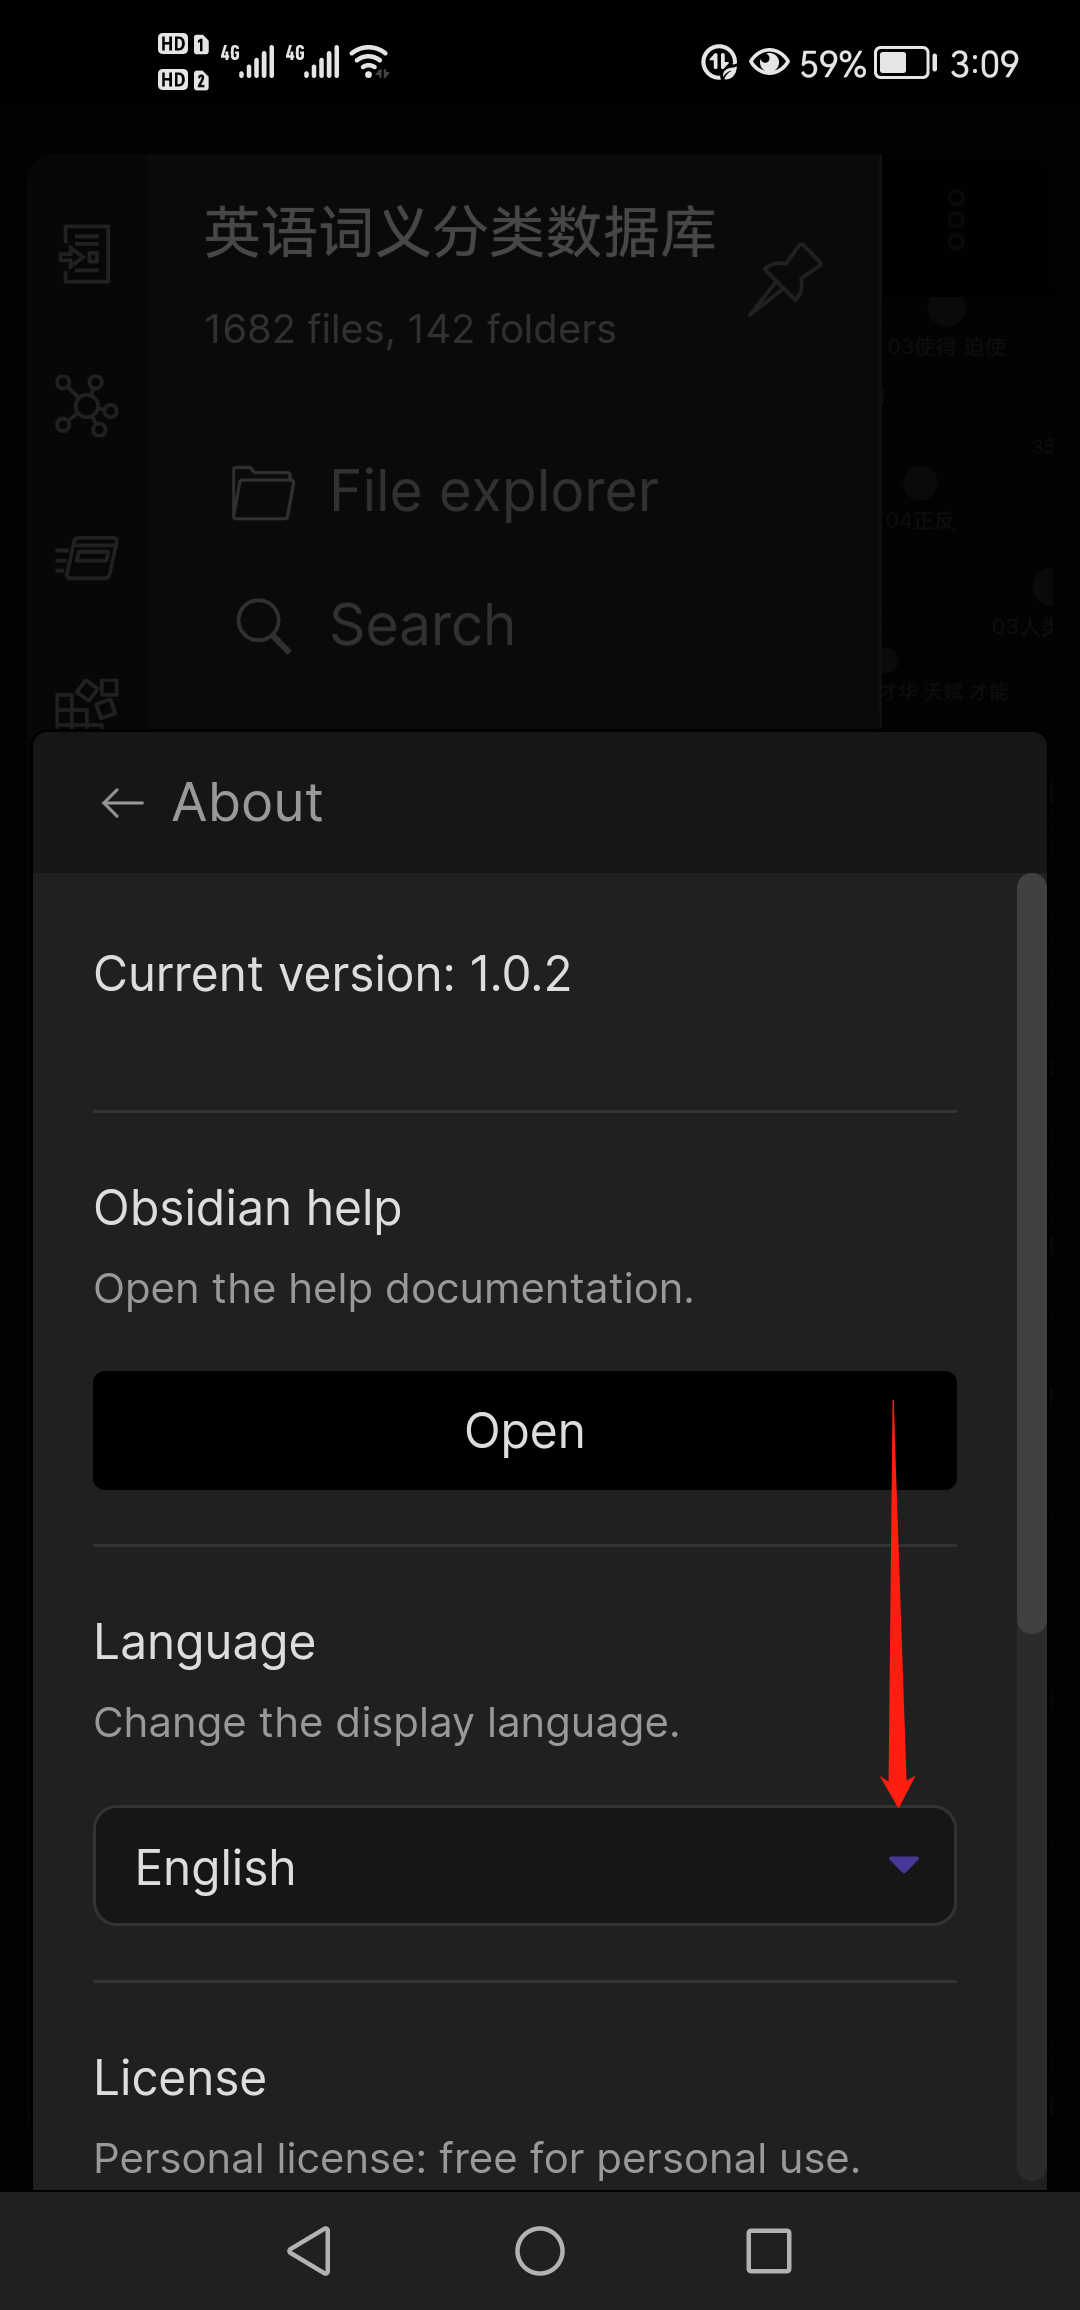 HD 1 4G 4G 59% 3:09
HD 2
英语词义分类数据库
1682 files, 142 folders
03使得 迫使
File explorer
35
04正反
Search
03人类
才华 天赋 才能
About
Current version: 1.0.2
Obsidian help
Open the help documentation.
Open
Language
Change the display language.
English
License
Personal license: free for personal use.